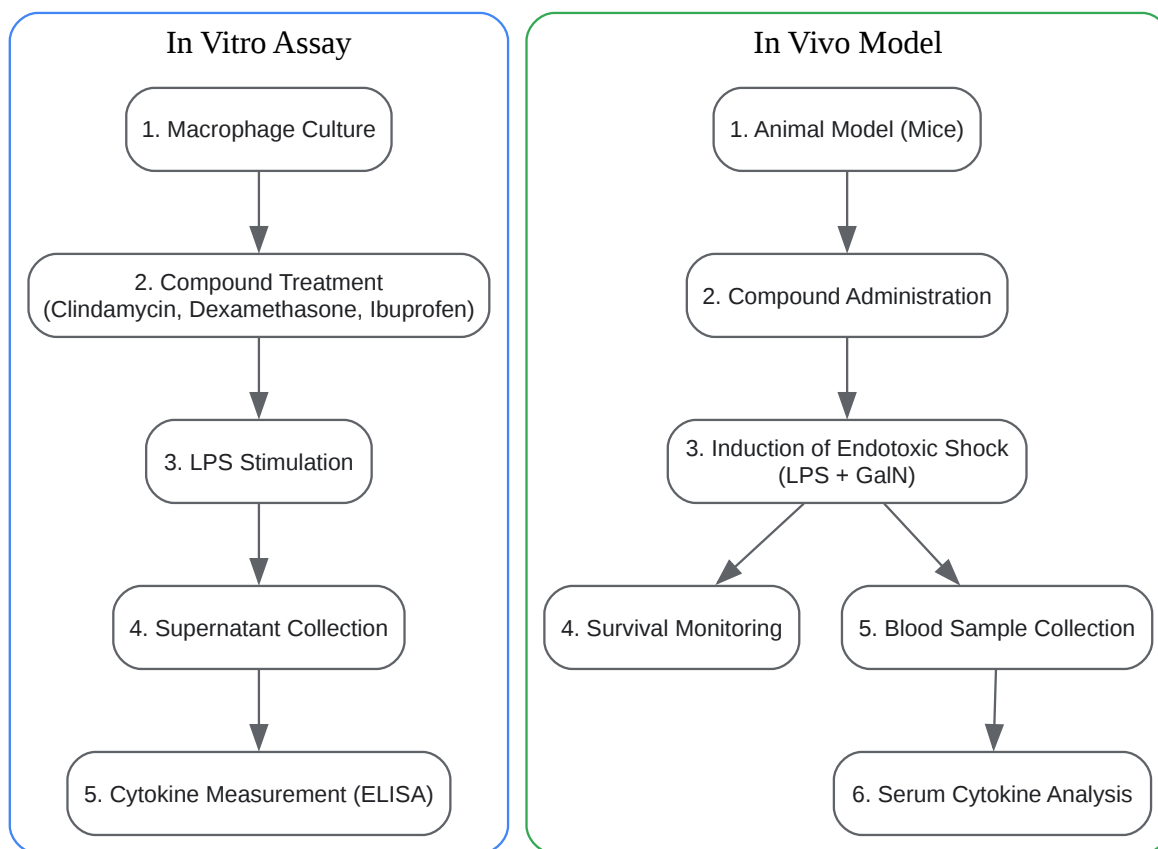 In Vitro Assay
1. Macrophage Culture
2. Compound Treatment
(Clindamycin, Dexamethasone, Ibuprofen)
3. LPS Stimulation
4. Supernatant Collection
5. Cytokine Measurement (ELISA)
In Vivo Model
1. Animal Model (Mice)
2. Compound Administration
3. Induction of Endotoxic Shock
(LPS + GalN)
4. Survival Monitoring
5. Blood Sample Collection
6. Serum Cytokine Analysis